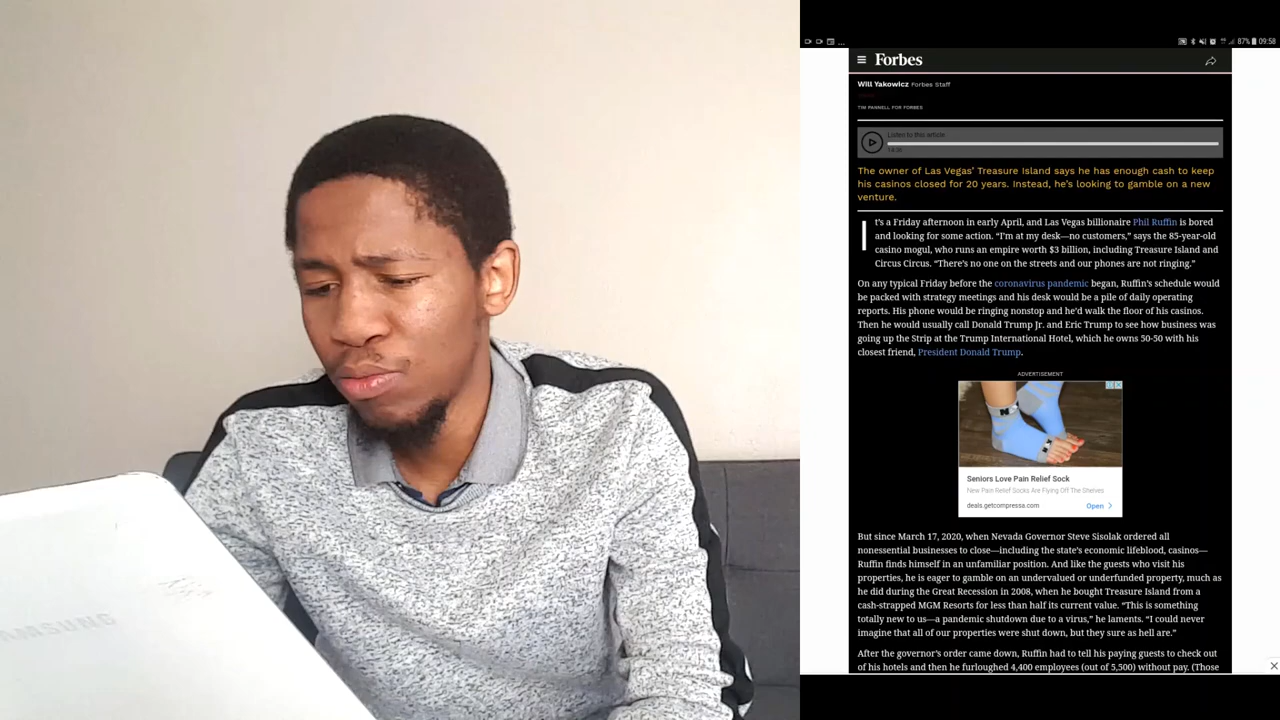 SAMSUNG
...
87% 09:58
Forbes
Will Yakowicz Forbes Staff
TIM PANNELL FOR FORBES
Listen to this article
The owner of Las Vegas’ Treasure Island says he has enough cash to keep
his casinos closed for 20 years. Instead, he’s looking to gamble on a new
venture.
It’s a Friday afternoon in early April, and Las Vegas billionaire Phil Ruffin is bored
and looking for some action. “I’m at my desk—no customers,” says the 85-year-old
casino mogul, who runs an empire worth $3 billion, including Treasure Island and
Circus Circus. “There’s no one on the streets and our phones are not ringing.”
On any typical Friday before the coronavirus pandemic began, Ruffin’s schedule would
be packed with strategy meetings and his desk would be a pile of daily operating
reports. His phone would be ringing nonstop and he’d walk the floor of his casinos.
Then he would usually call Donald Trump Jr. and Eric Trump to see how business was
going up the Strip at the Trump International Hotel, which he owns 50-50 with his
closest friend, President Donald Trump.
ADVERTISEMENT
Seniors Love Pain Relief Sock
New Pain Relief Socks Are Flying Off The Shelves
deals.getcompressa.com Open
But since March 17, 2020, when Nevada Governor Steve Sisolak ordered all
nonessential businesses to close—including the state’s economic lifeblood, casinos—
Ruffin finds himself in an unfamiliar position. And like the guests who visit his
properties, he is eager to gamble on an undervalued or underfunded property, much as
he did during the Great Recession in 2008, when he bought Treasure Island from a
cash-strapped MGM Resorts for less than half its current value. “This is something
totally new to us—a pandemic shutdown due to a virus,” he laments. “I could never
imagine that all of our properties were shut down, but they sure as hell are.”
After the governor’s order came down, Ruffin had to tell his paying guests to check out
of his hotels and then he furloughed 4,400 employees (out of 5,500) without pay. (Those